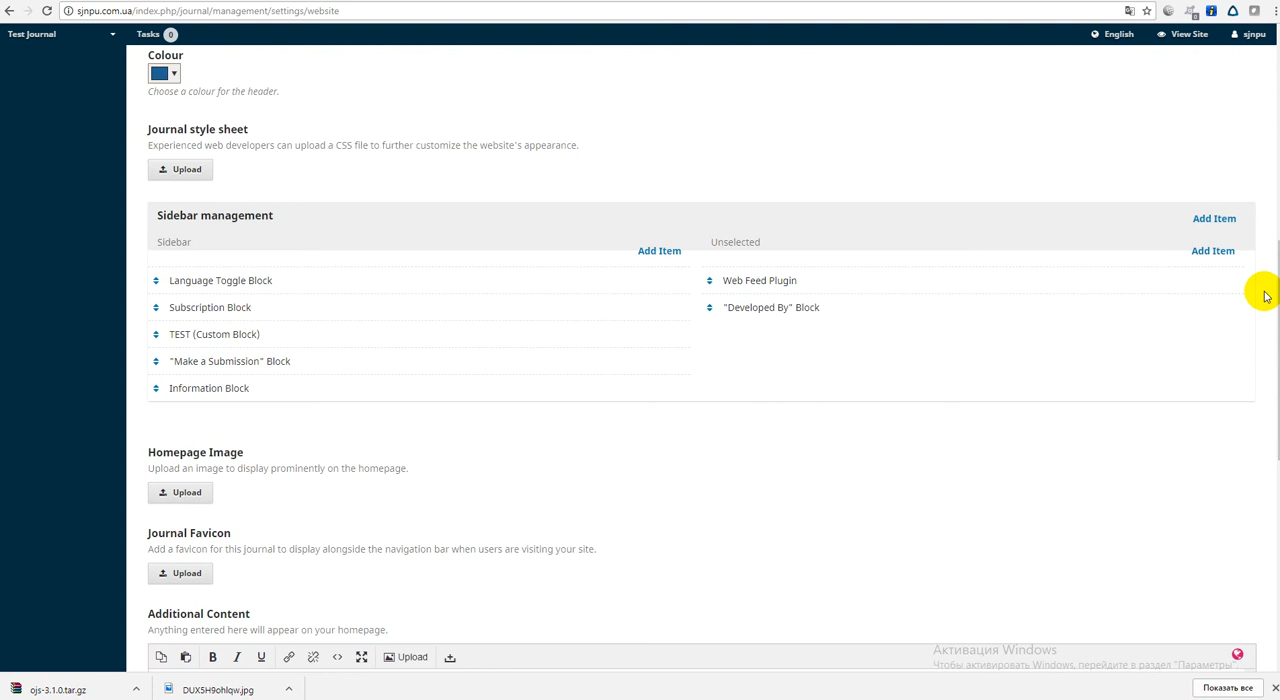 sjnpu.com.ua/index.php/journal/management/settings/website
Test Journal
Tasks 0
English
View Site
sjnpu
Colour
Choose a colour for the header.
Journal style sheet
Experienced web developers can upload a CSS file to further customize the website's appearance.
Upload
Sidebar management
Add Item
Sidebar
Add Item
Unselected
Add Item
Language Toggle Block
Web Feed Plugin
Subscription Block
"Developed By" Block
TEST (Custom Block)
"Make a Submission" Block
Information Block
Homepage Image
Upload an image to display prominently on the homepage.
Upload
Journal Favicon
Add a favicon for this journal to display alongside the navigation bar when users are visiting your site.
Upload
Additional Content
Anything entered here will appear on your homepage.
B I U Upload
Активация Windows
Чтобы активировать Windows, перейдите в раздел "Параметры".
ojs-3.1.0.tar.gz
DUX5H9ohlqw.jpg
Показать все